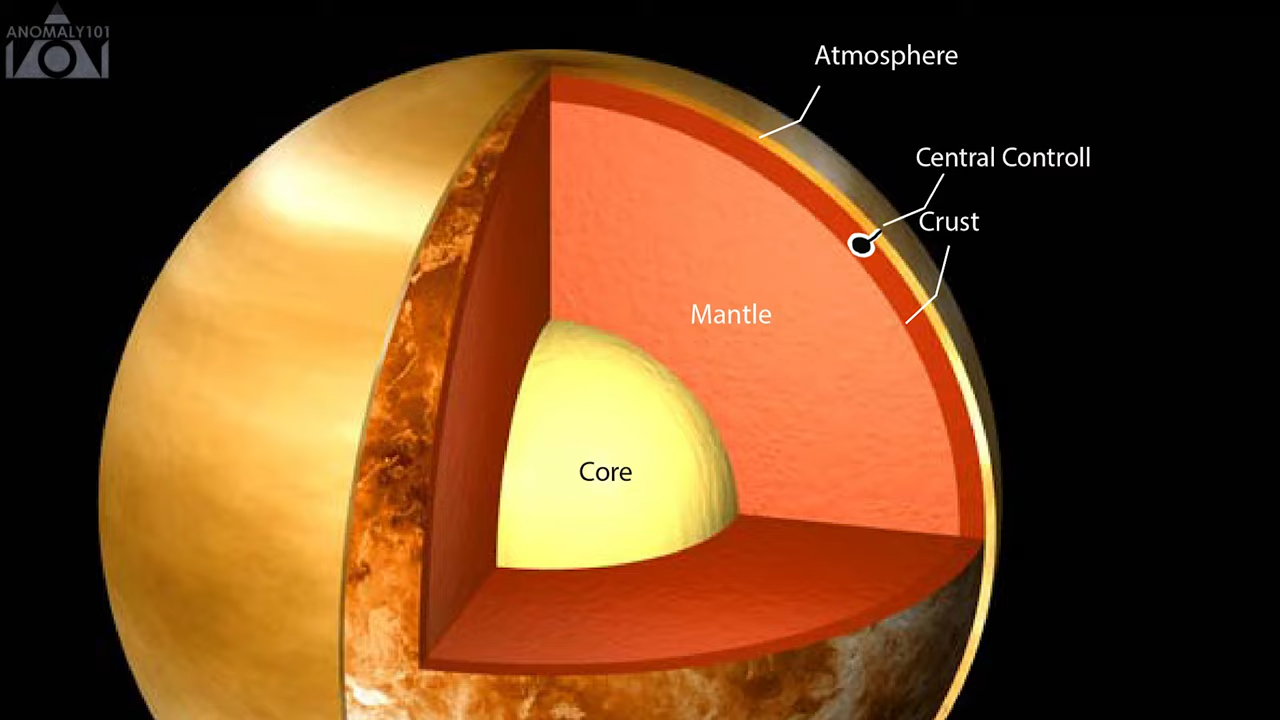 ANOMALY101
Atmosphere
Central Controll
Crust
Mantle
Core